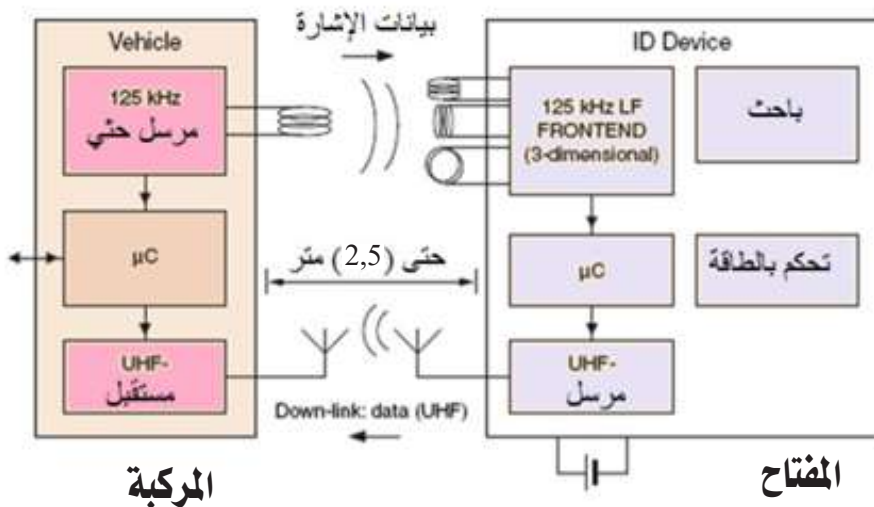 بيانات الإشارة
Vehicle
ID Device
125 kHz
مرسل حثي
125 kHz LF
FRONTEND
(3-dimensional)
باحث
µC
حتى (2,5) متر
µC
تحكم بالطاقة
UHF-
مستقبل
UHF-
مرسل
Down-link: data (UHF)
المركبة
المفتاح